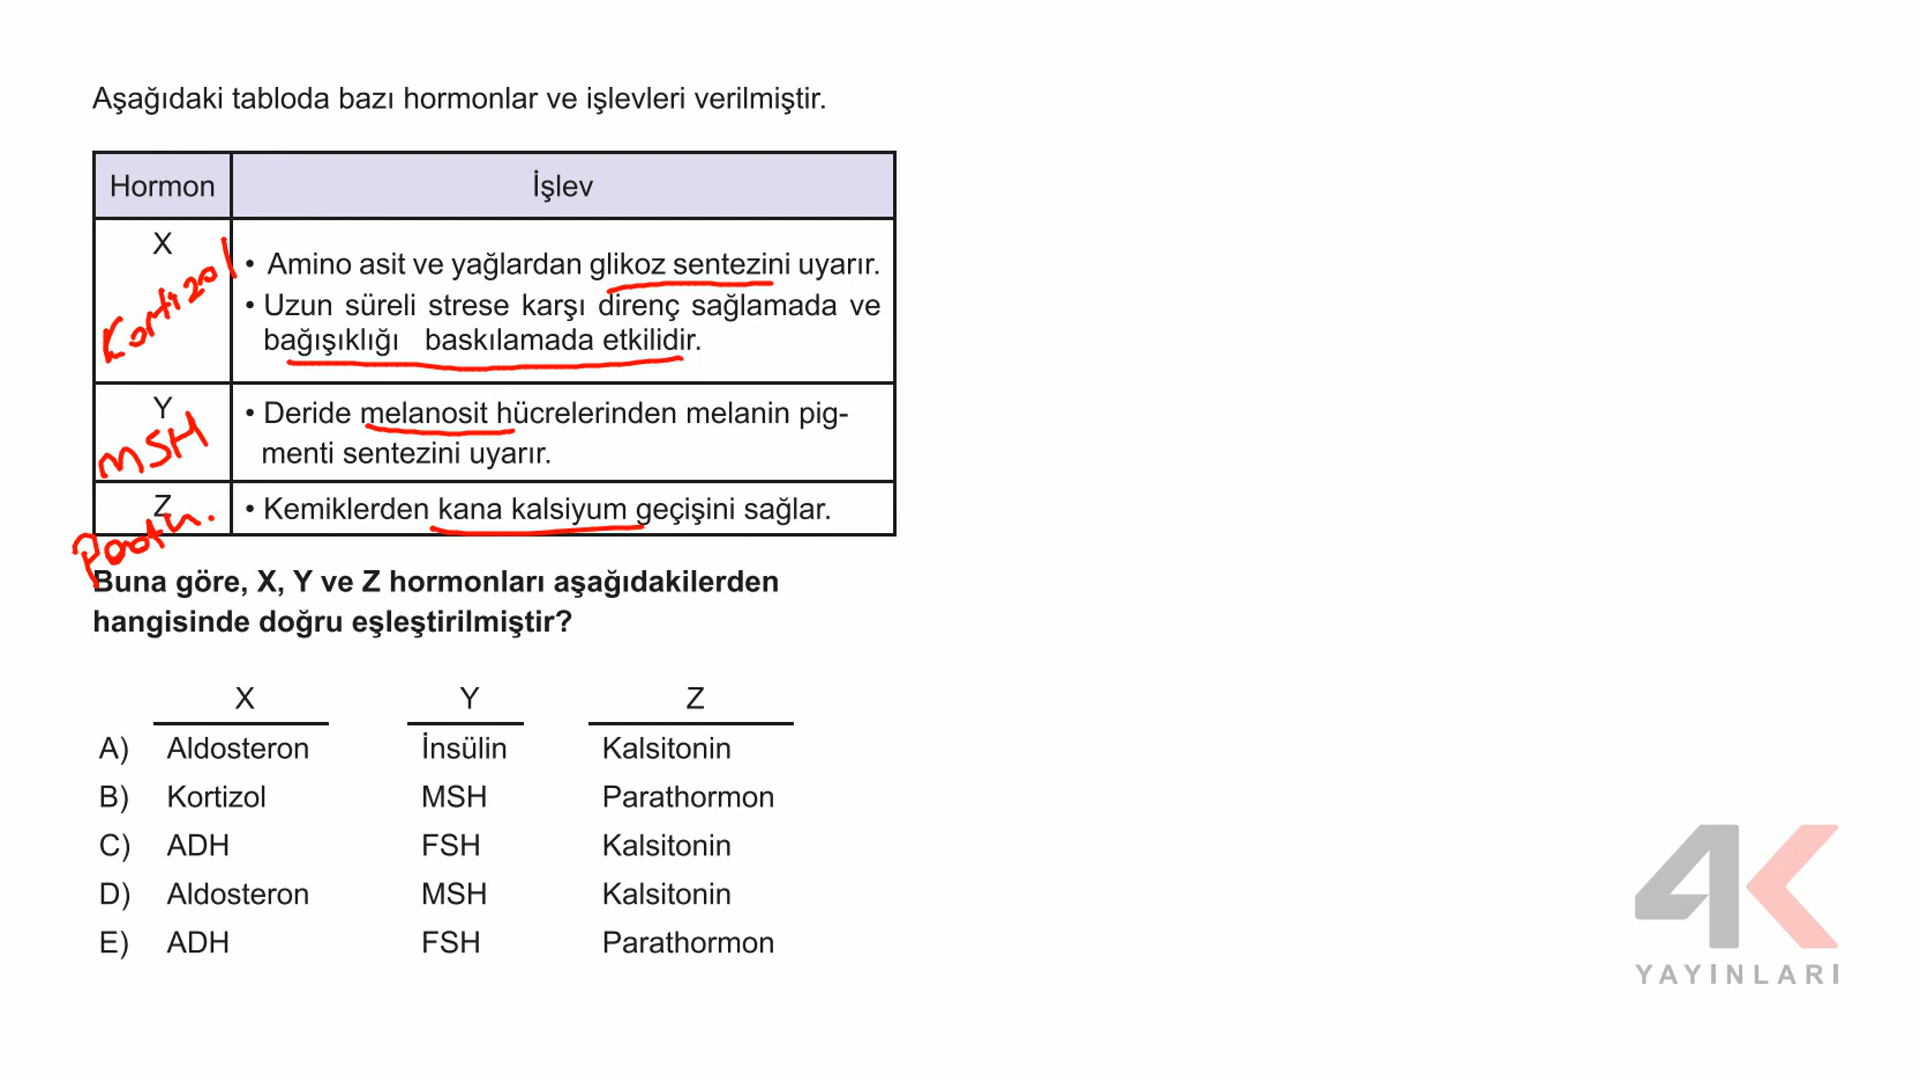 Aşağıdaki tabloda bazı hormonlar ve işlevleri verilmiştir.
Hormon İşlev
X
Kortizol
• Amino asit ve yağlardan glikoz sentezini uyarır.
• Uzun süreli strese karşı direnç sağlamada ve
bağışıklığı baskılamada etkilidir.
Y
MSH
• Deride melanosit hücrelerinden melanin pig-
menti sentezini uyarır.
Z
• Kemiklerden kana kalsiyum geçişini sağlar.
Buna göre, X, Y ve Z hormonları aşağıdakilerden
hangisinde doğru eşleştirilmiştir?
X Y Z
A) Aldosteron İnsülin Kalsitonin
B) Kortizol MSH Parathormon
C) ADH FSH Kalsitonin
D) Aldosteron MSH Kalsitonin
E) ADH FSH Parathormon
4K
YAYINLARI